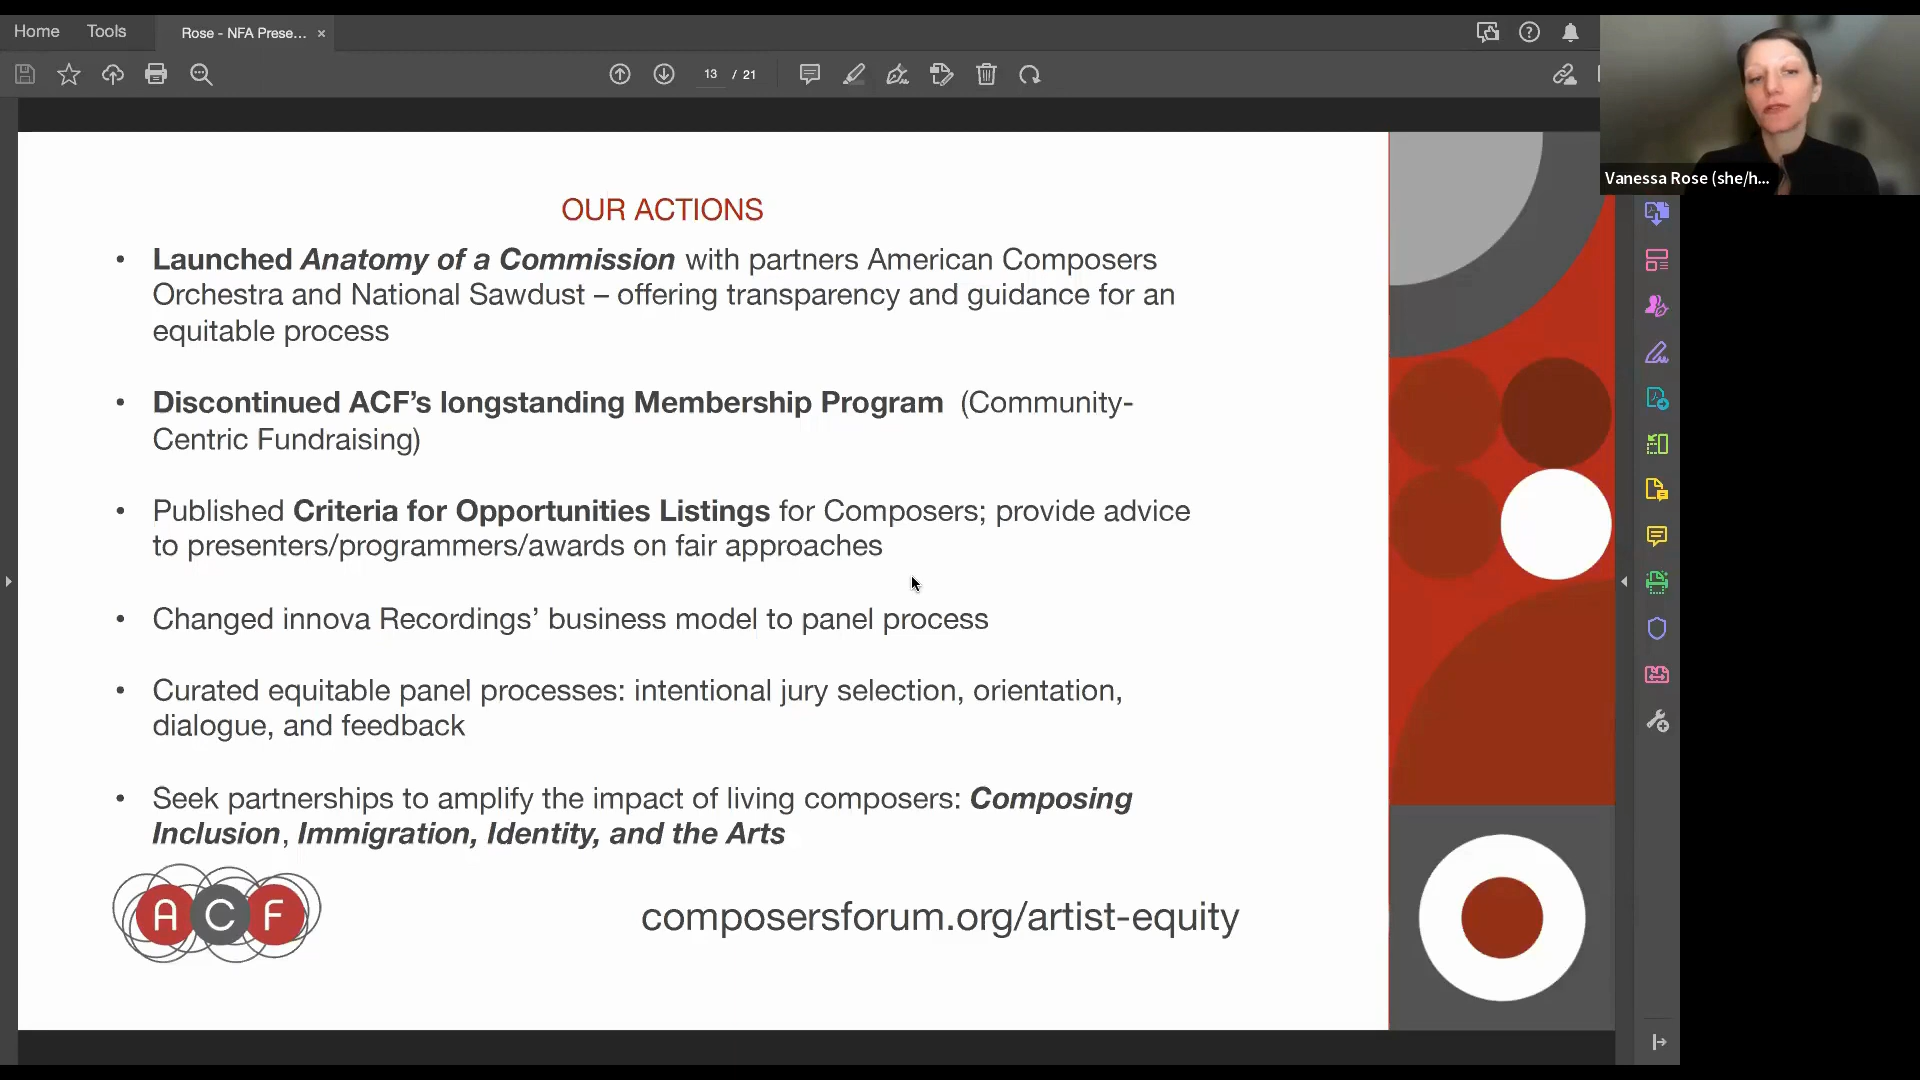 Home Tools Rose - NFA Prese... ×
13 / 21
Vanessa Rose (she/h...
OUR ACTIONS
• Launched Anatomy of a Commission with partners American Composers
Orchestra and National Sawdust – offering transparency and guidance for an
equitable process
• Discontinued ACF’s longstanding Membership Program (Community-
Centric Fundraising)
• Published Criteria for Opportunities Listings for Composers; provide advice
to presenters/programmers/awards on fair approaches
• Changed innova Recordings’ business model to panel process
• Curated equitable panel processes: intentional jury selection, orientation,
dialogue, and feedback
• Seek partnerships to amplify the impact of living composers: Composing
Inclusion, Immigration, Identity, and the Arts
ACF
composersforum.org/artist-equity